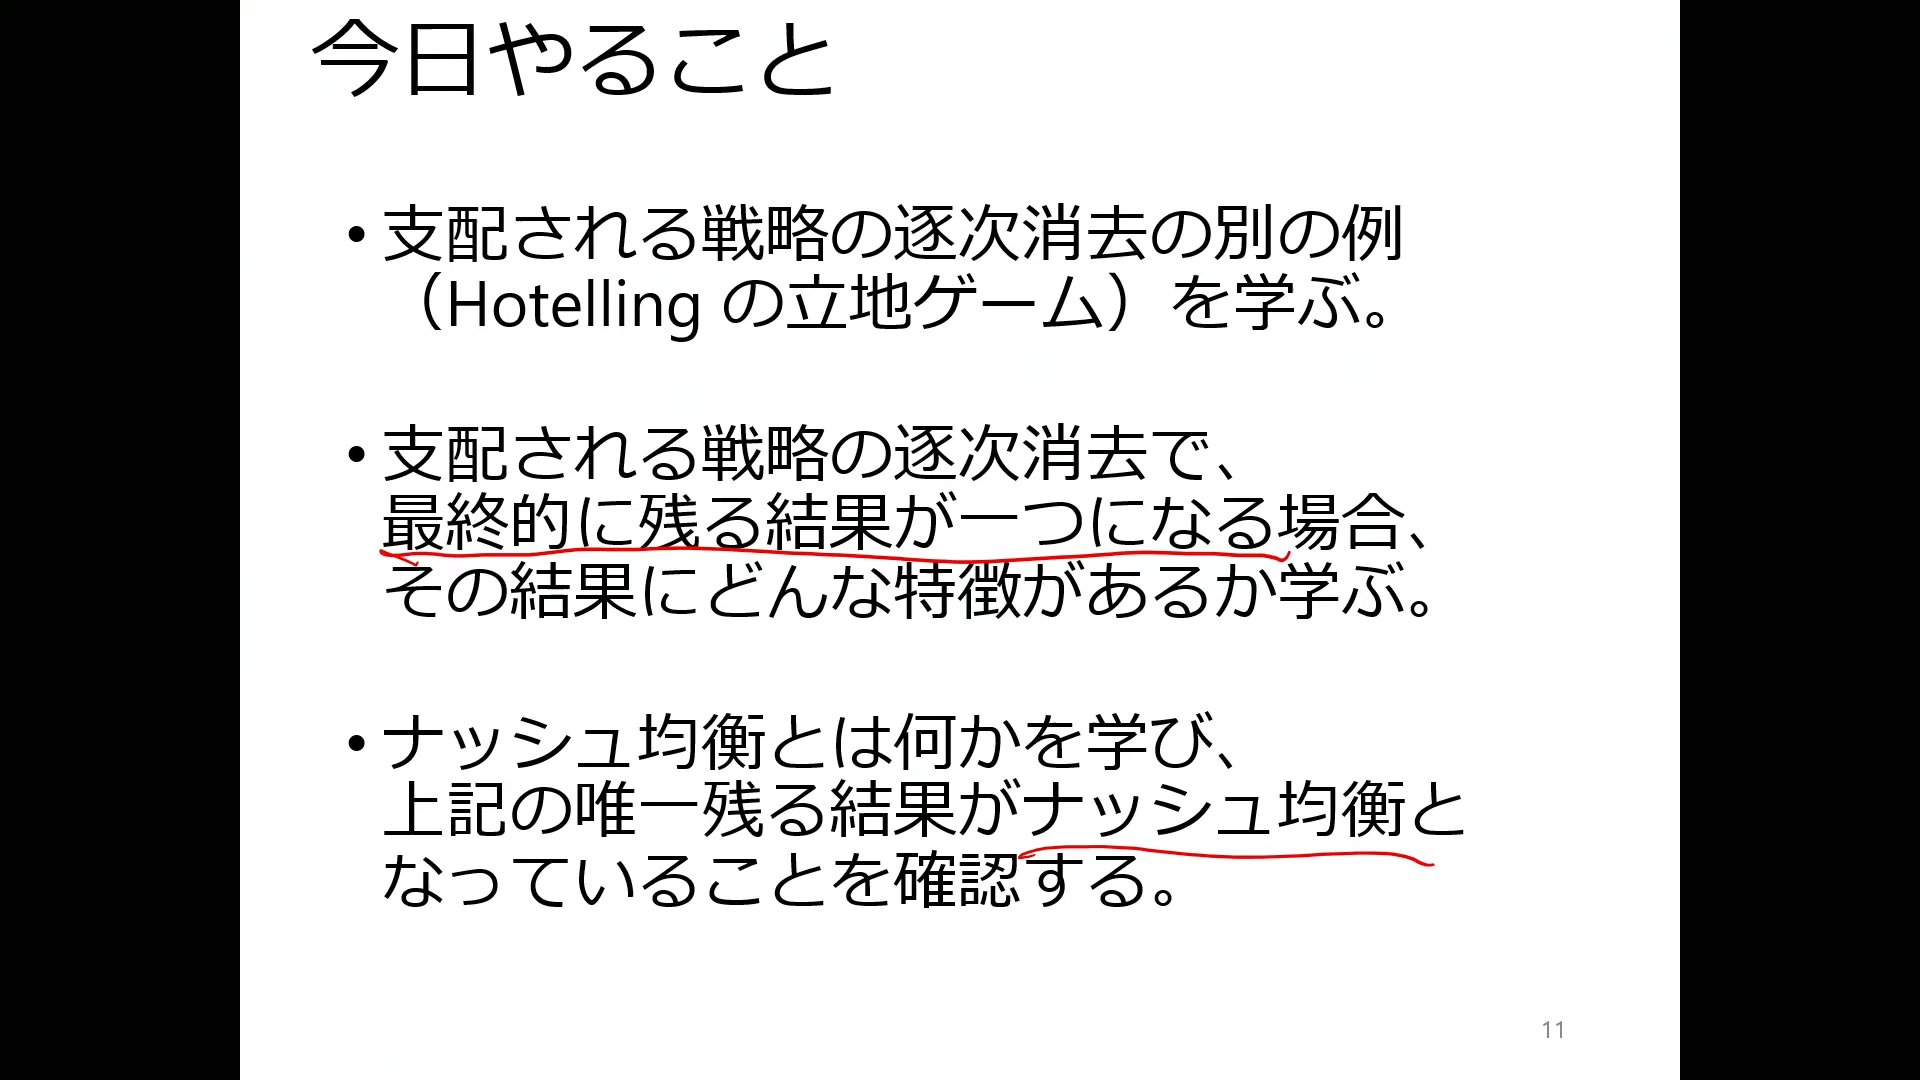 今日やること
• 支配される戦略の逐次消去の別の例
（Hotelling の立地ゲーム）を学ぶ。
• 支配される戦略の逐次消去で、
最終的に残る結果が一つになる場合、
その結果にどんな特徴があるか学ぶ。
• ナッシュ均衡とは何かを学び、
上記の唯一残る結果がナッシュ均衡と
なっていることを確認する。
11